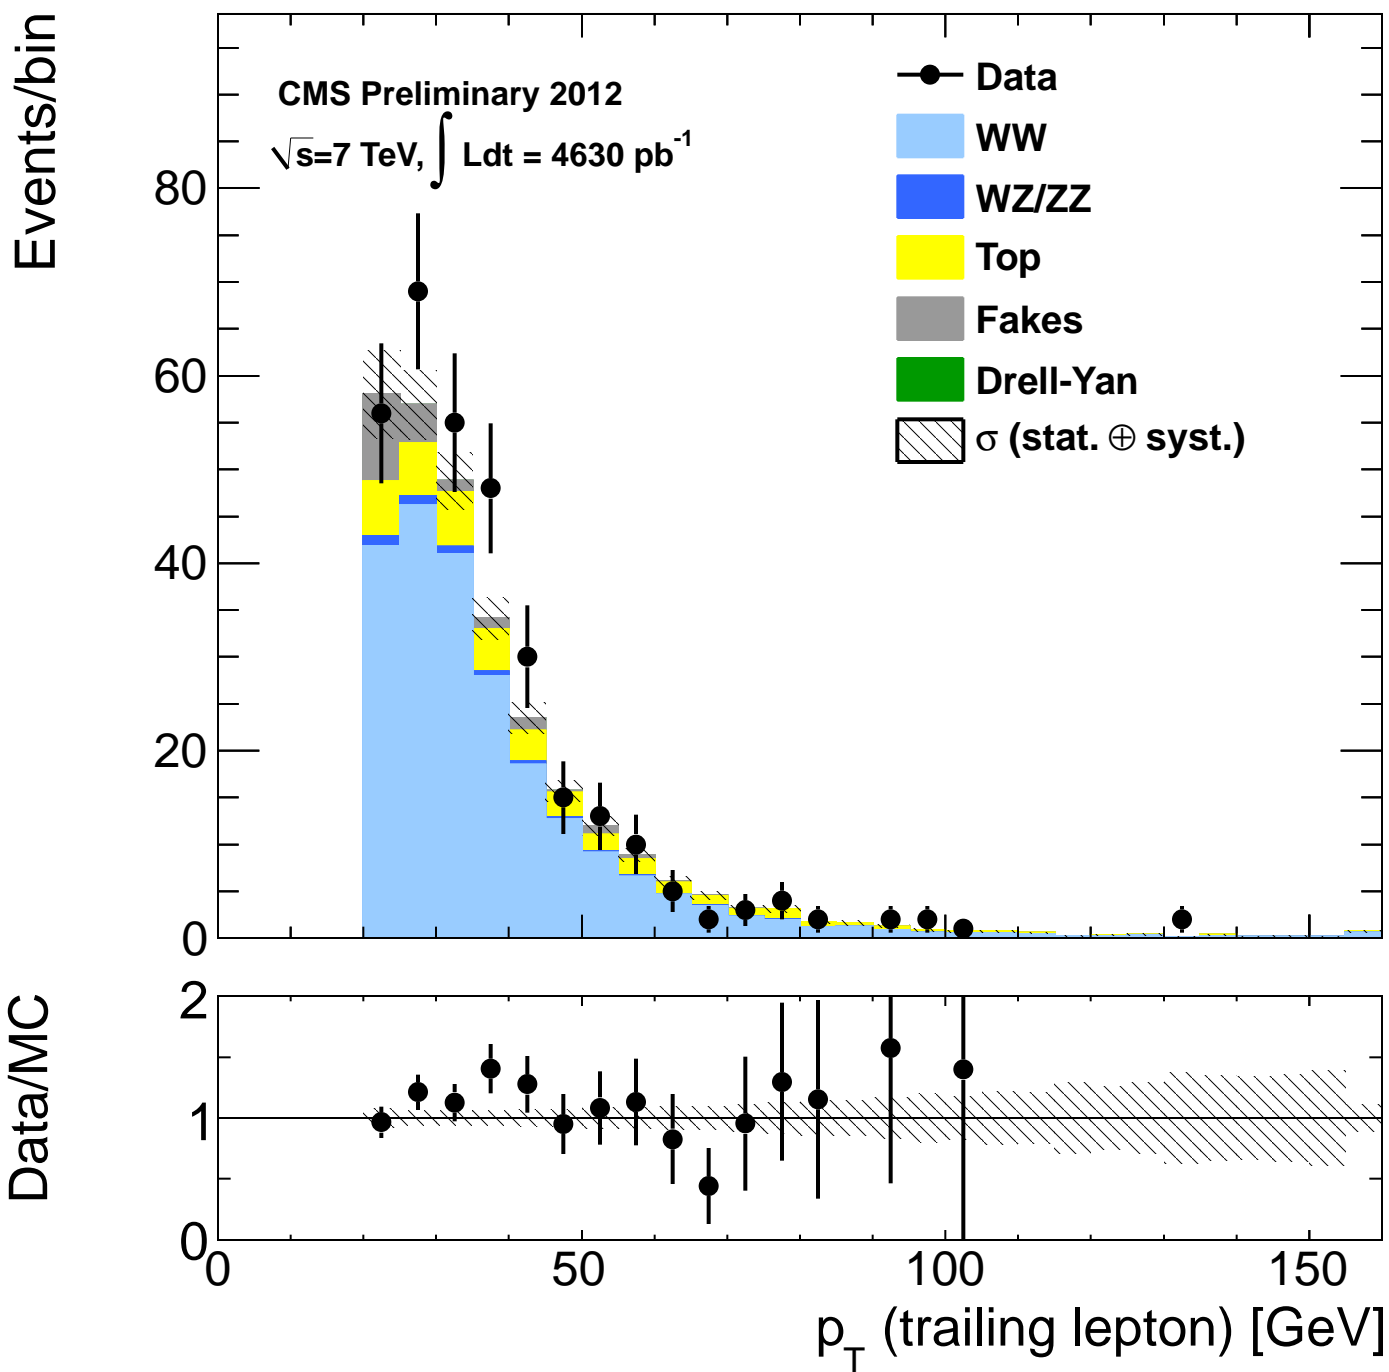 Events/bin
CMS Preliminary 2012
√s=7 TeV, ∫ Ldt = 4630 pb⁻¹
Data
WW
WZ/ZZ
Top
Fakes
Drell-Yan
σ (stat. ⊕ syst.)
80
60
40
20
0
Data/MC
2
1
0
0 50 100 150
p_T (trailing lepton) [GeV]